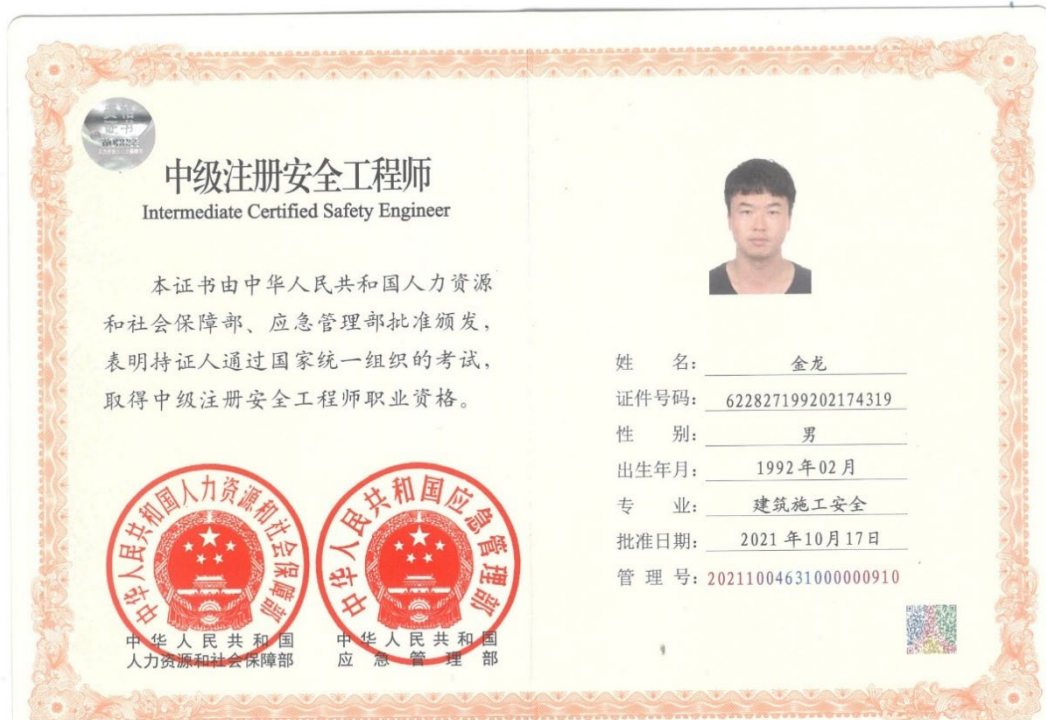 中级注册安全工程师
Intermediate Certified Safety Engineer
本证书由中华人民共和国人力资源
和社会保障部、应急管理部批准颁发，
表明持证人通过国家统一组织的考试，
取得中级注册安全工程师职业资格。
中华人民共和国人力资源和社会保障部
中华人民共和国应急管理部
中华人民共和国
人力资源和社会保障部
中华人民共和国
应急管理部
姓 名： 金龙
证件号码： 622827199202174319
性 别： 男
出生年月： 1992年02月
专 业： 建筑施工安全
批准日期： 2021年10月17日
管 理 号：20211004631000000910